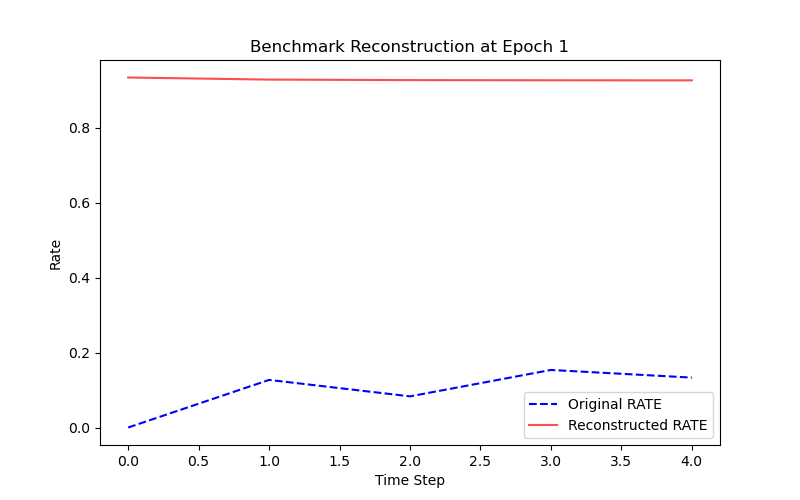 Benchmark Reconstruction at Epoch 1
Rate
0.8
0.6
0.4
0.2
0.0
Original RATE
Reconstructed RATE
0.0 0.5 1.0 1.5 2.0 2.5 3.0 3.5 4.0
Time Step